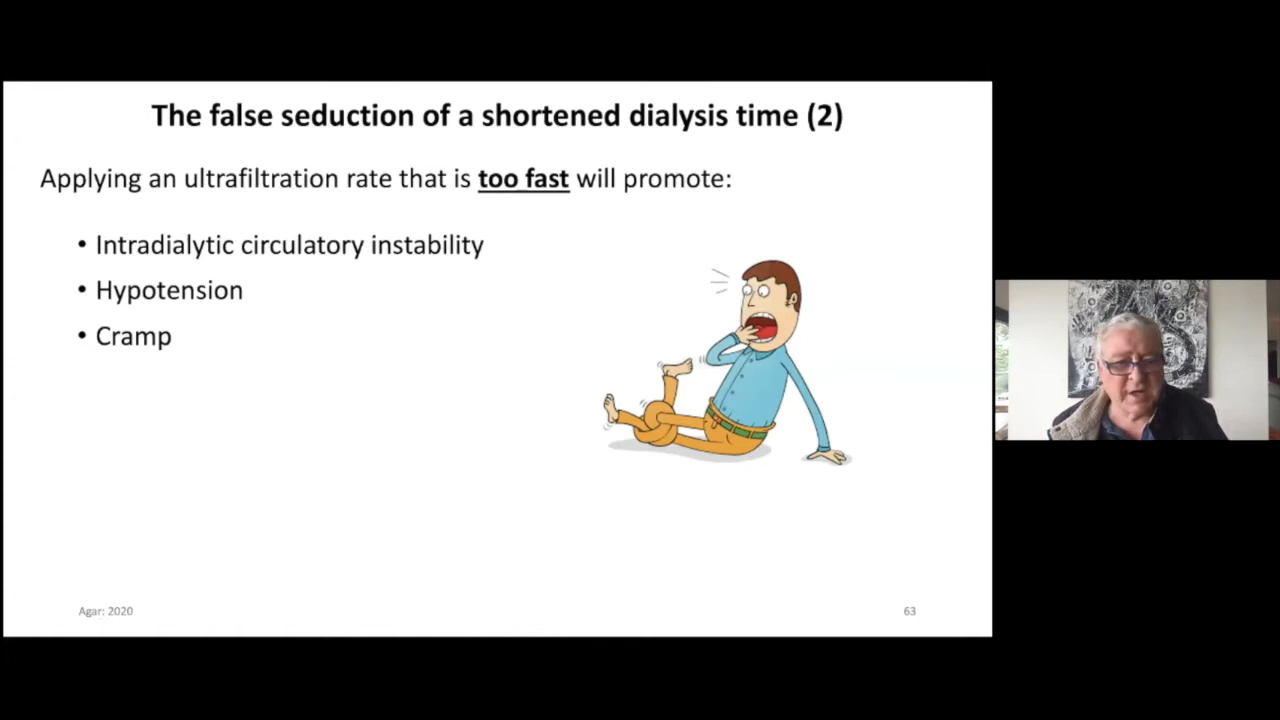 The false seduction of a shortened dialysis time (2)
Applying an ultrafiltration rate that is too fast will promote:
• Intradialytic circulatory instability
• Hypotension
• Cramp
Agar: 2020
63